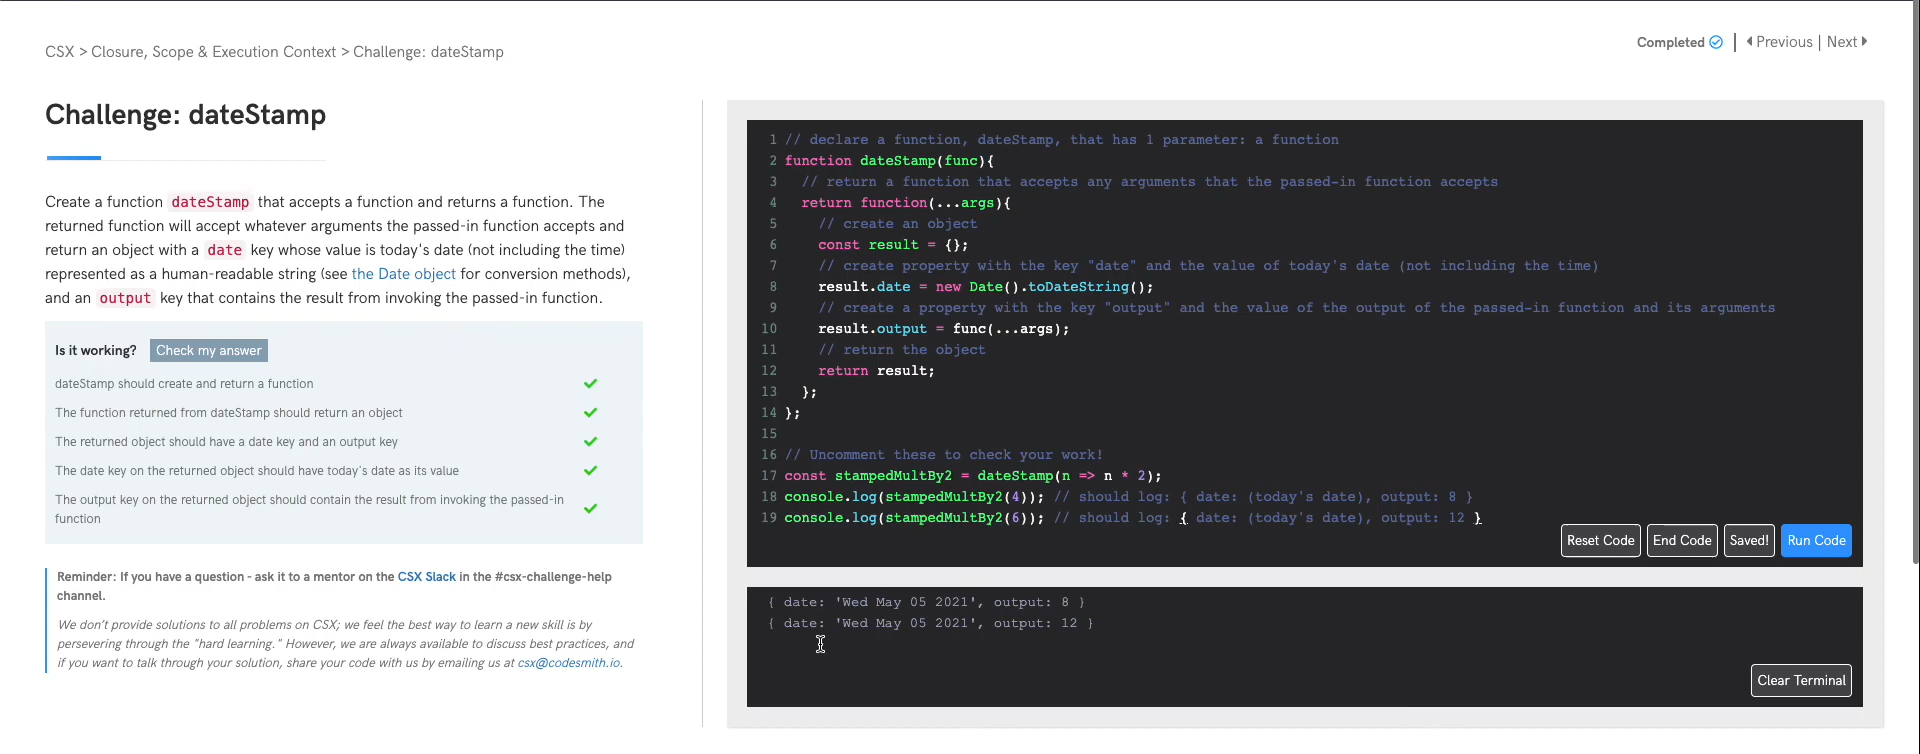 CSX > Closure, Scope & Execution Context > Challenge: dateStamp
Completed | Previous | Next
Challenge: dateStamp
Create a function dateStamp that accepts a function and returns a function. The
returned function will accept whatever arguments the passed-in function accepts and
return an object with a date key whose value is today's date (not including the time)
represented as a human-readable string (see the Date object for conversion methods),
and an output key that contains the result from invoking the passed-in function.
Is it working? Check my answer
dateStamp should create and return a function
The function returned from dateStamp should return an object
The returned object should have a date key and an output key
The date key on the returned object should have today's date as its value
The output key on the returned object should contain the result from invoking the passed-in
function
Reminder: If you have a question - ask it to a mentor on the CSX Slack in the #csx-challenge-help
channel.
We don't provide solutions to all problems on CSX; we feel the best way to learn a new skill is by
persevering through the "hard learning." However, we are always available to discuss best practices, and
if you want to talk through your solution, share your code with us by emailing us at csx@codesmith.io.
1 // declare a function, dateStamp, that has 1 parameter: a function
2 function dateStamp(func){
3 // return a function that accepts any arguments that the passed-in function accepts
4 return function(...args){
5 // create an object
6 const result = {};
7 // create property with the key "date" and the value of today's date (not including the time)
8 result.date = new Date().toDateString();
9 // create a property with the key "output" and the value of the output of the passed-in function and its arguments
10 result.output = func(...args);
11 // return the object
12 return result;
13 };
14 };
15
16 // Uncomment these to check your work!
17 const stampedMultBy2 = dateStamp(n => n * 2);
18 console.log(stampedMultBy2(4)); // should log: { date: (today's date), output: 8 }
19 console.log(stampedMultBy2(6)); // should log: { date: (today's date), output: 12 }
Reset Code End Code Saved! Run Code
{ date: 'Wed May 05 2021', output: 8 }
{ date: 'Wed May 05 2021', output: 12 }
Clear Terminal